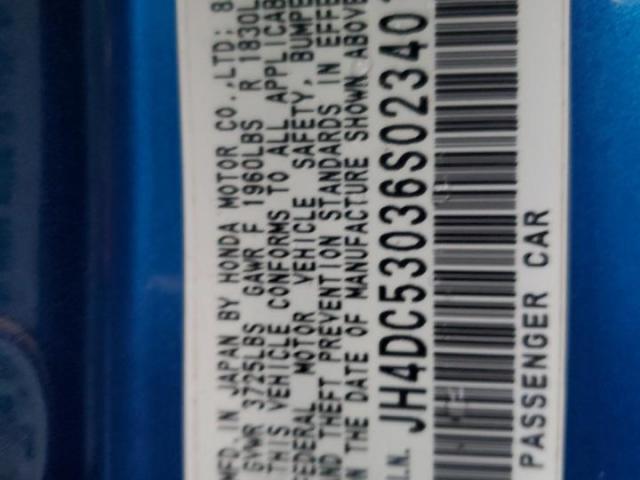 MFD. IN JAPAN BY HONDA MOTOR CO.,LTD; 8
GVWR 3725LBS GAWR F 1960LBS R 1830L
THIS VEHICLE CONFORMS TO ALL APPLICAB
FEDERAL MOTOR VEHICLE SAFETY, BUMPE
AND THEFT PREVENTION STANDARDS IN EFFE
ON THE DATE OF MANUFACTURE SHOWN ABOVE
I.N. JH4DC53036S02340
PASSENGER CAR